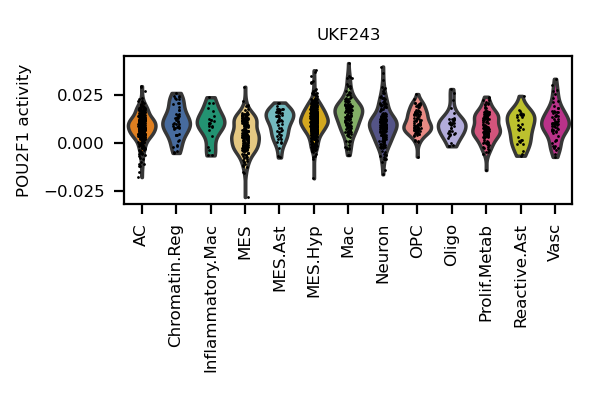 UKF243
POU2F1 activity
0.025
0.000
−0.025
AC
Chromatin.Reg
Inflammatory.Mac
MES
MES.Ast
MES.Hyp
Mac
Neuron
OPC
Oligo
Prolif.Metab
Reactive.Ast
Vasc